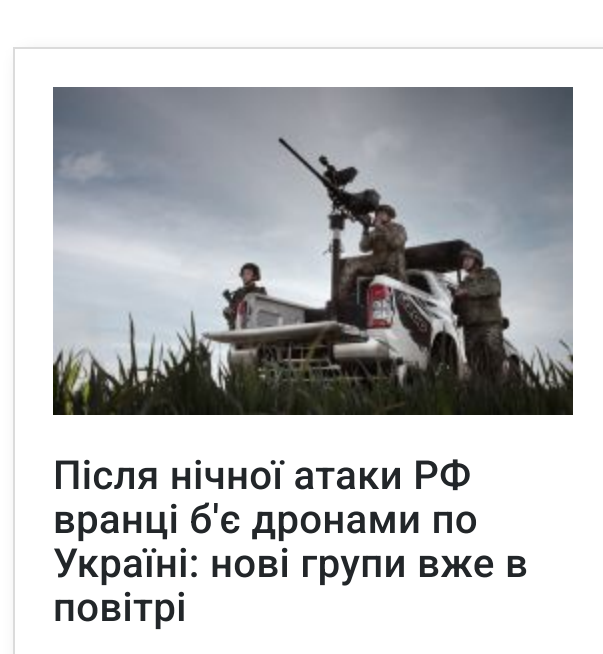 Після нічної атаки РФ
вранці б'є дронами по
Україні: нові групи вже в
повітрі